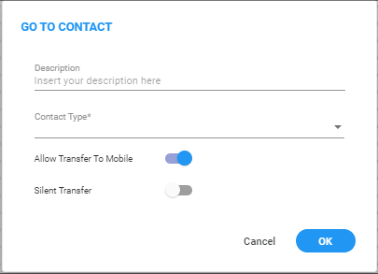 GO TO CONTACT
Description
Insert your description here
Contact Type*
Allow Transfer To Mobile
Silent Transfer
Cancel OK